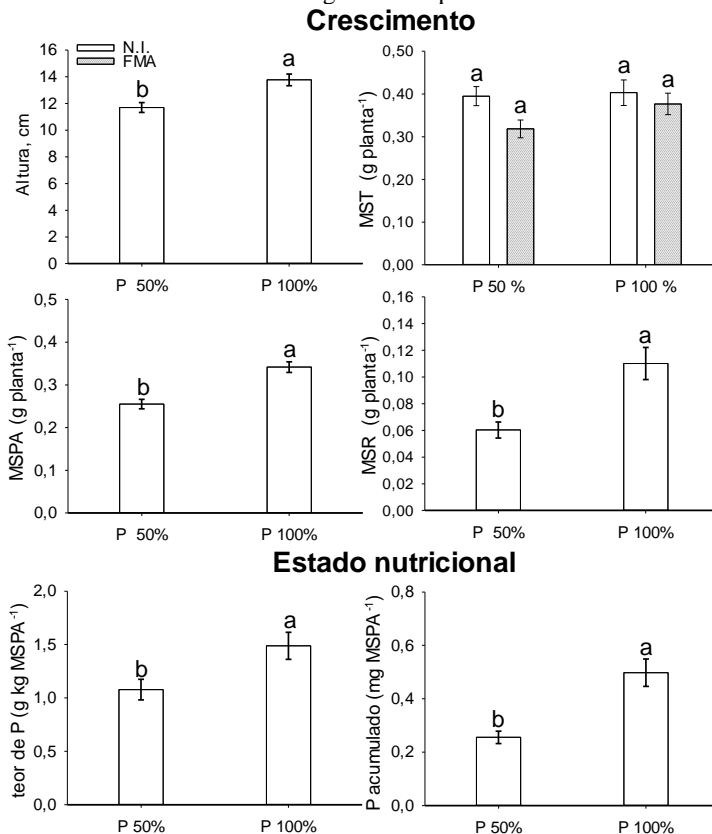 Crescimento
N.I.
FMA
Altura, cm
16
14
12
10
8
6
4
2
0
b
a
P 50%
P 100%
MST (g planta⁻¹)
0,50
0,40
0,30
0,20
0,10
0,00
a
a
a
a
P 50 %
P 100 %
MSPA (g planta⁻¹)
0,5
0,4
0,3
0,2
0,1
0,0
b
a
P 50%
P 100%
MSR (g planta⁻¹)
0,16
0,14
0,12
0,10
0,08
0,06
0,04
0,02
0,00
b
a
P 50%
P 100%
Estado nutricional
teor de P (g kg MSPA⁻¹)
2,0
1,5
1,0
0,5
0,0
b
a
P 50%
P 100%
P acumulado (mg MSPA⁻¹)
0,8
0,6
0,4
0,2
0,0
b
a
P 50%
P 100%